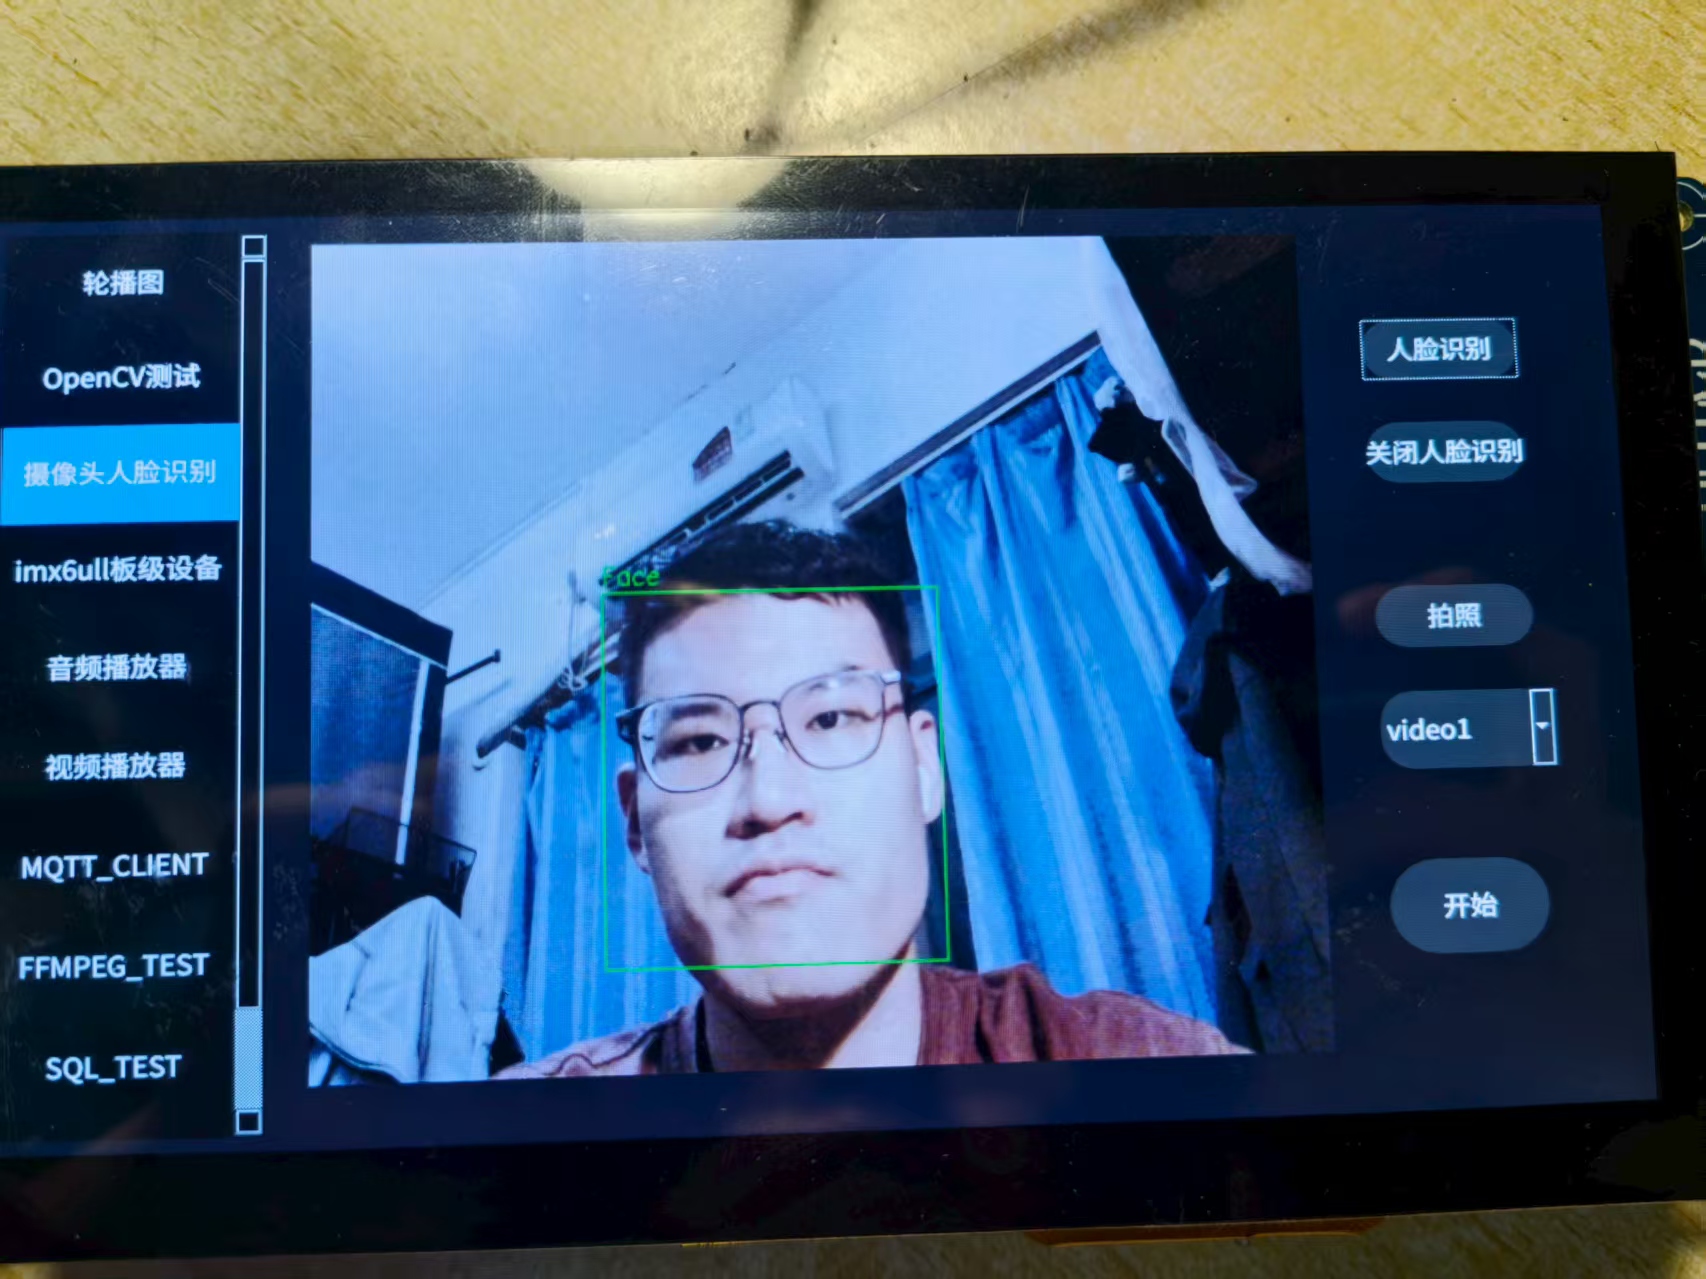 轮播图
OpenCV测试
摄像头人脸识别
imx6ull板级设备
音频播放器
视频播放器
MQTT_CLIENT
FFMPEG_TEST
SQL_TEST
Face
人脸识别
关闭人脸识别
拍照
video1
开始